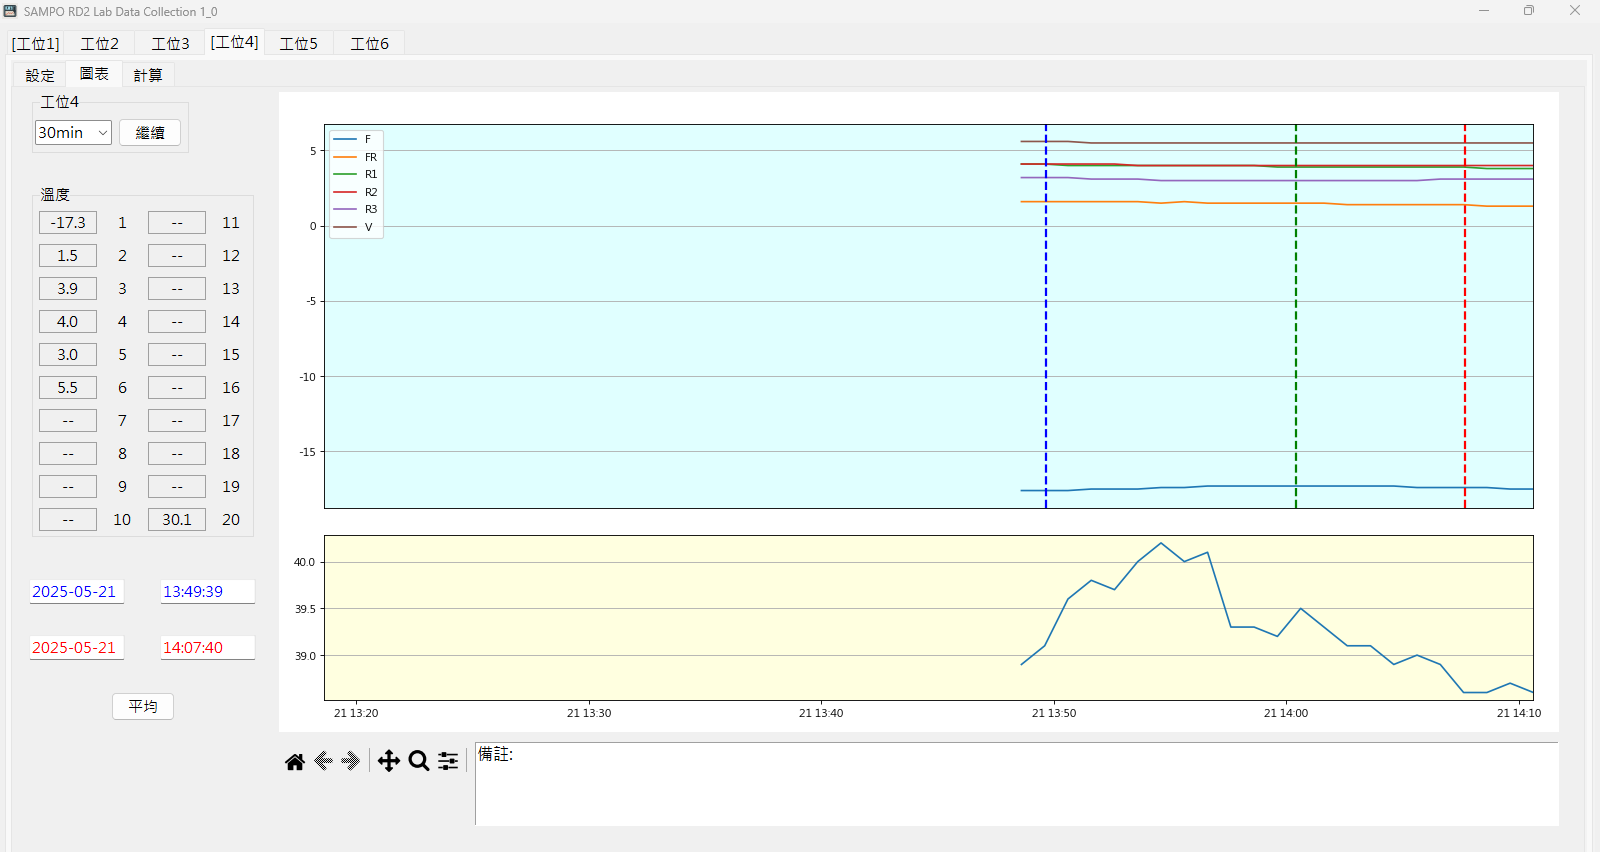 SAMPO RD2 Lab Data Collection 1_0
[工位1] 工位2 工位3 [工位4] 工位5 工位6
設定 圖表 計算
工位4
30min 繼續
溫度
-17.3 1 -- 11
1.5 2 -- 12
3.9 3 -- 13
4.0 4 -- 14
3.0 5 -- 15
5.5 6 -- 16
-- 7 -- 17
-- 8 -- 18
-- 9 -- 19
-- 10 30.1 20
2025-05-21 13:49:39
2025-05-21 14:07:40
平均
F
FR
R1
R2
R3
V
5
0
-5
-10
-15
40.0
39.5
39.0
21 13:20 21 13:30 21 13:40 21 13:50 21 14:00 21 14:10
備註: